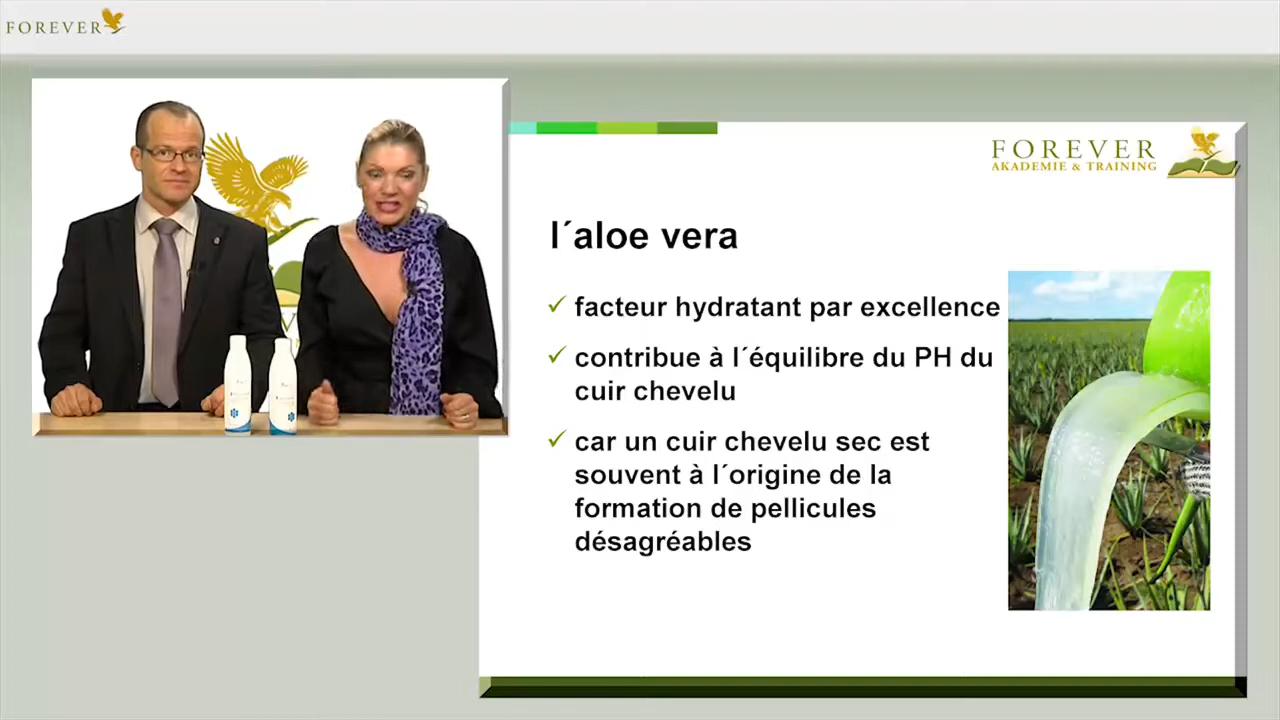 FOREVER
FOREVER
AKADEMIE & TRAINING
l´aloe vera
facteur hydratant par excellence
contribue à l´équilibre du PH du
cuir chevelu
car un cuir chevelu sec est
souvent à l´origine de la
formation de pellicules
désagréables